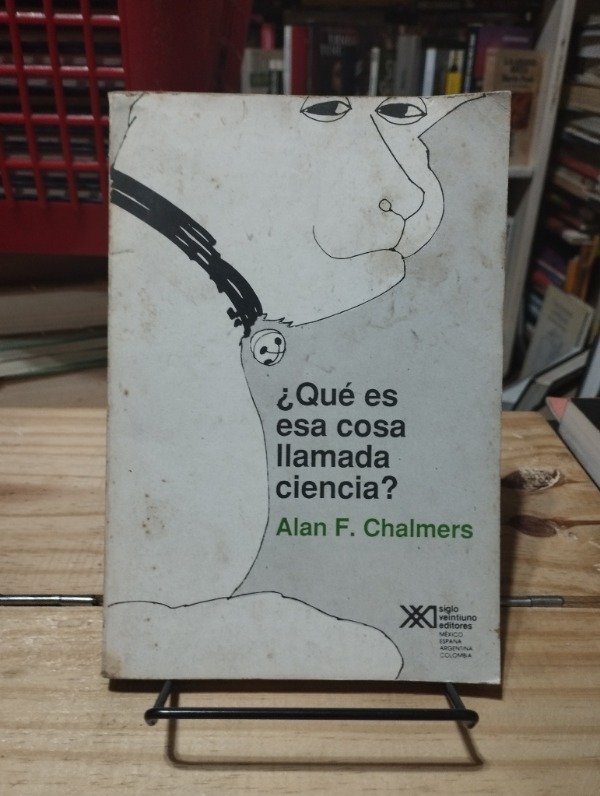 ¿Qué es
esa cosa
llamada
ciencia?
Alan F. Chalmers
siglo
veintiuno
editores
MÉXICO
ESPAÑA
ARGENTINA
COLOMBIA